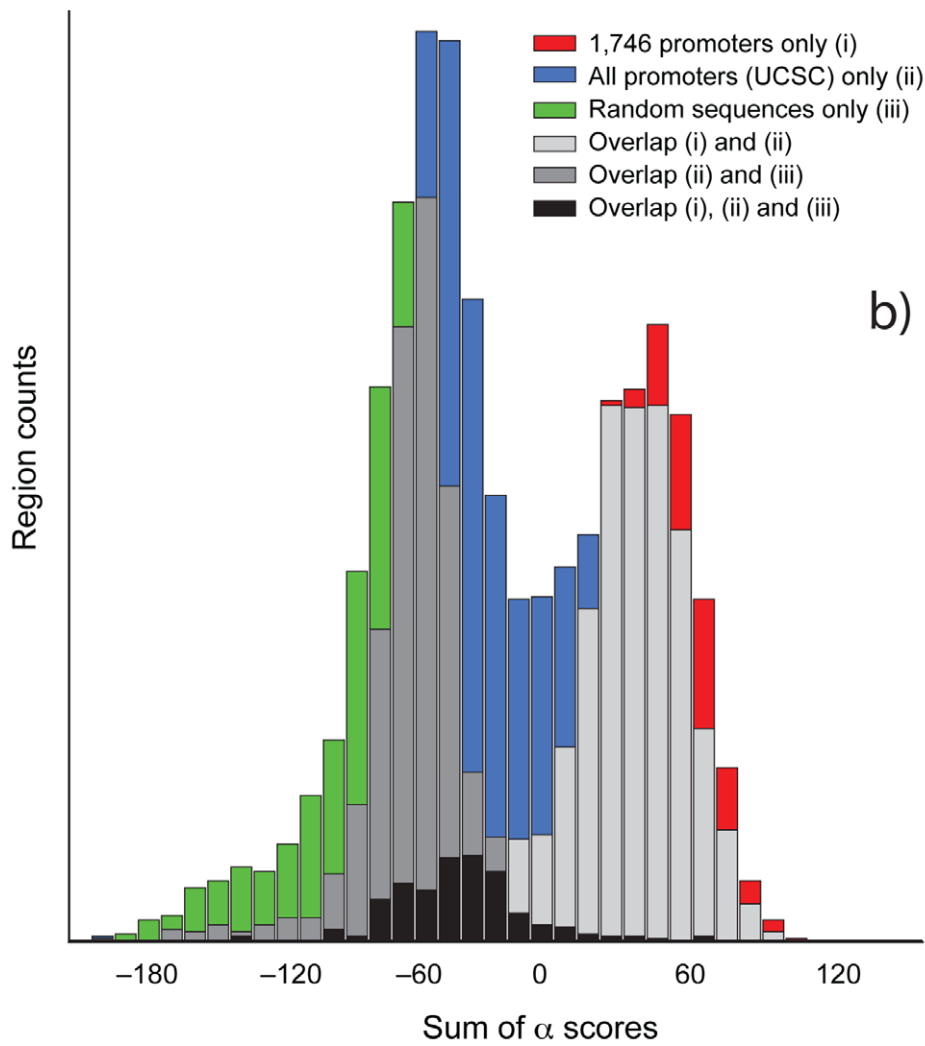 1,746 promoters only (i)
All promoters (UCSC) only (ii)
Random sequences only (iii)
Overlap (i) and (ii)
Overlap (ii) and (iii)
Overlap (i), (ii) and (iii)
b)
Region counts
–180 –120 –60 0 60 120
Sum of α scores